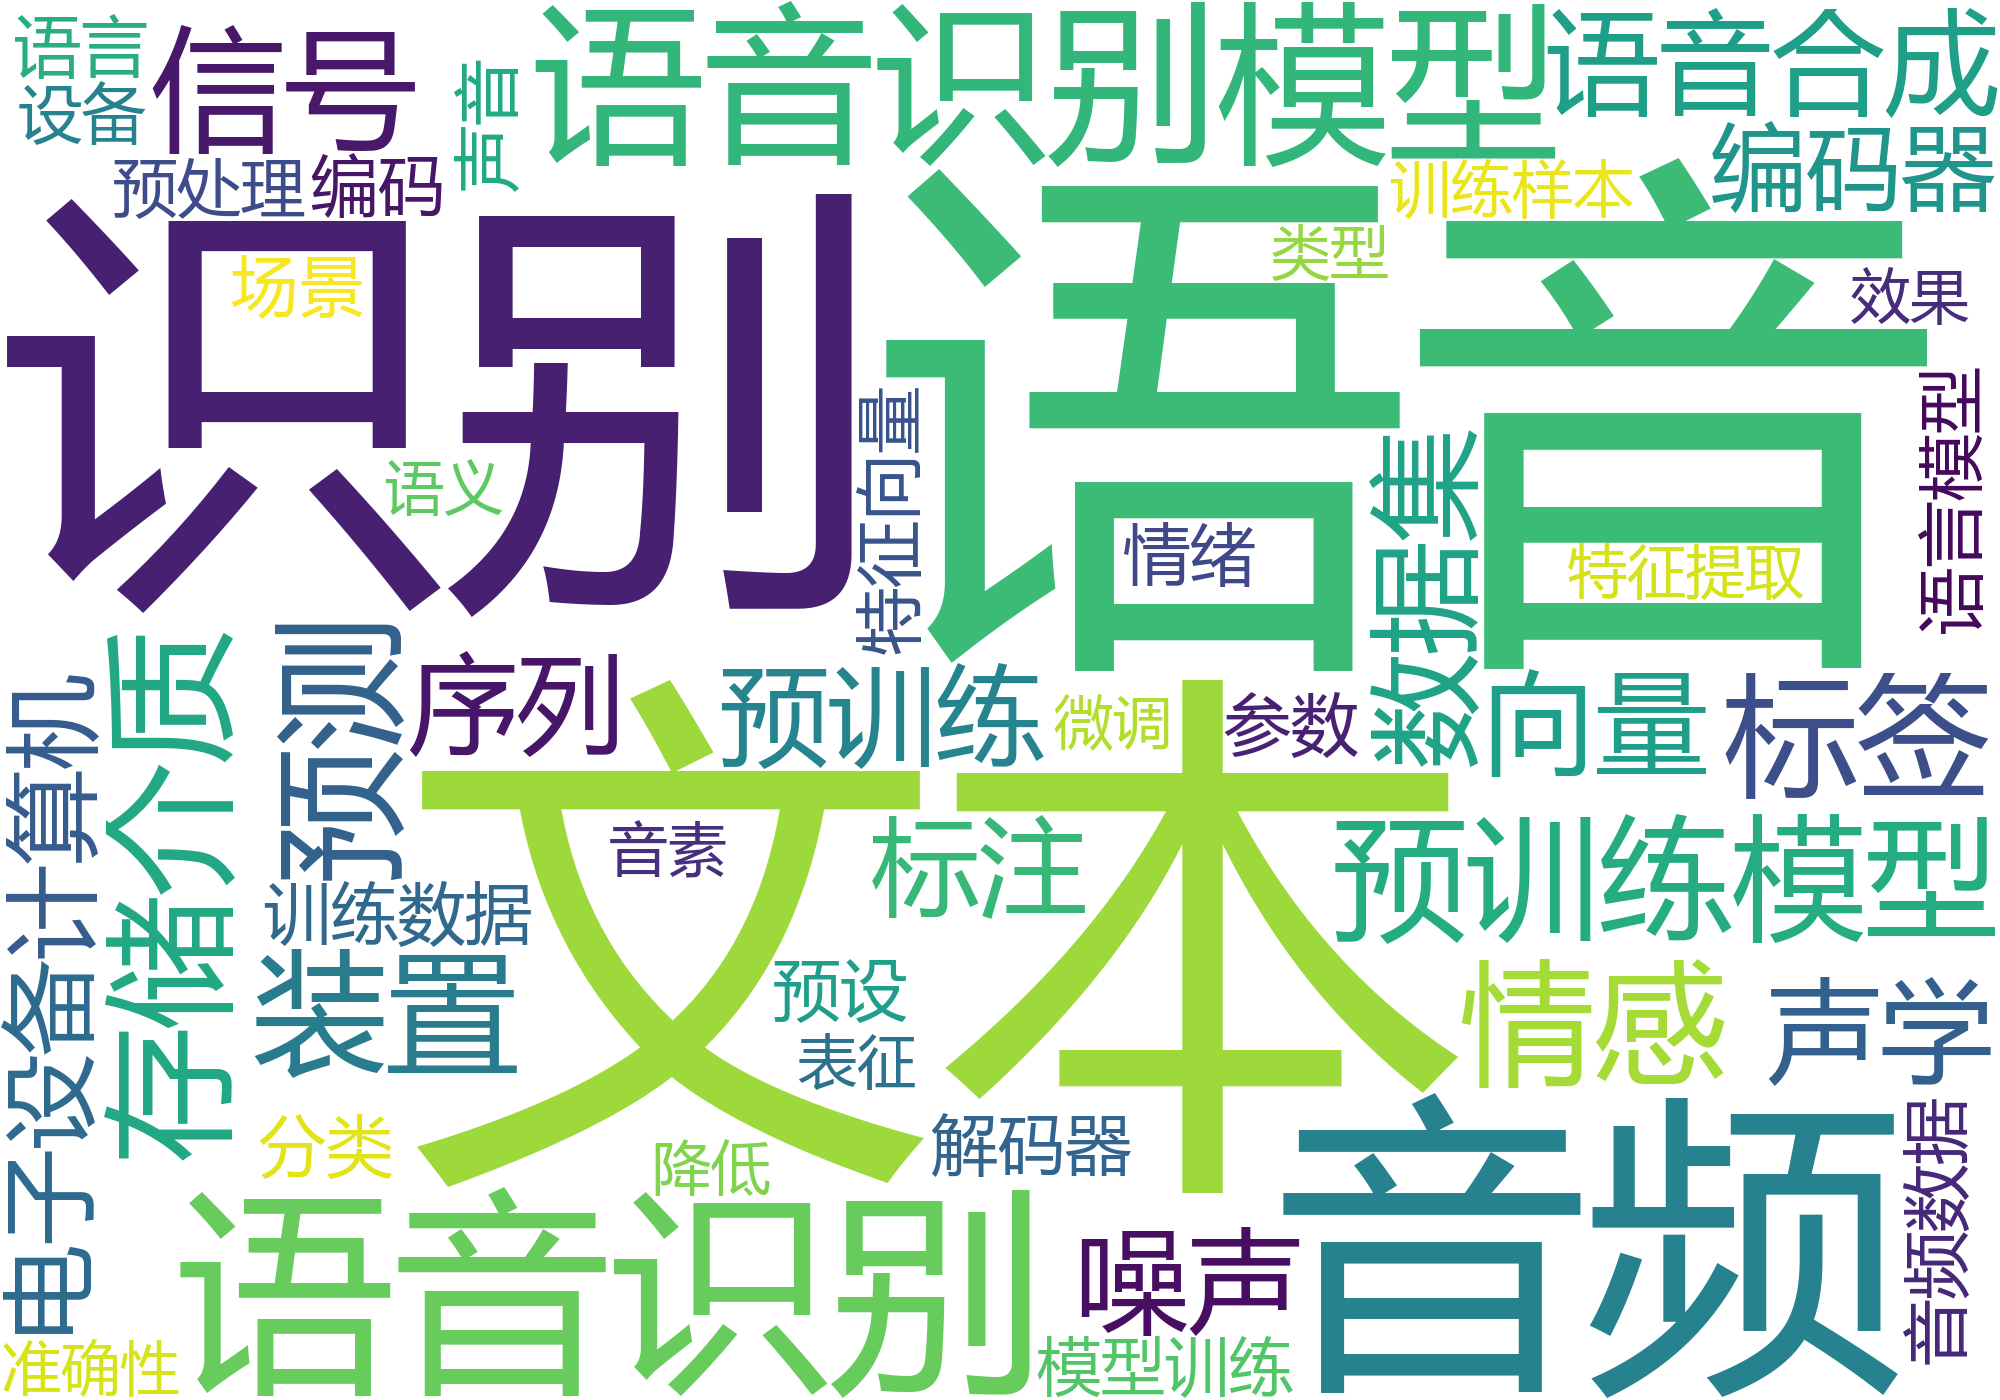 语言
信号
声音
语音识别模型
语音合成
设备
预处理
编码
训练样本
编码器
识别
语音
场景
类型
效果
语义
特征向量
情绪
数据集
特征提取
语言模型
存储介质
预测
序列
预训练
微调
参数
向量
标签
电子设备计算机
文本
音素
标注
预训练模型
训练数据
装置
预设
表征
情感
声学
分类
降低
解码器
音频
音频数据
语音识别
噪声
准确性
模型训练